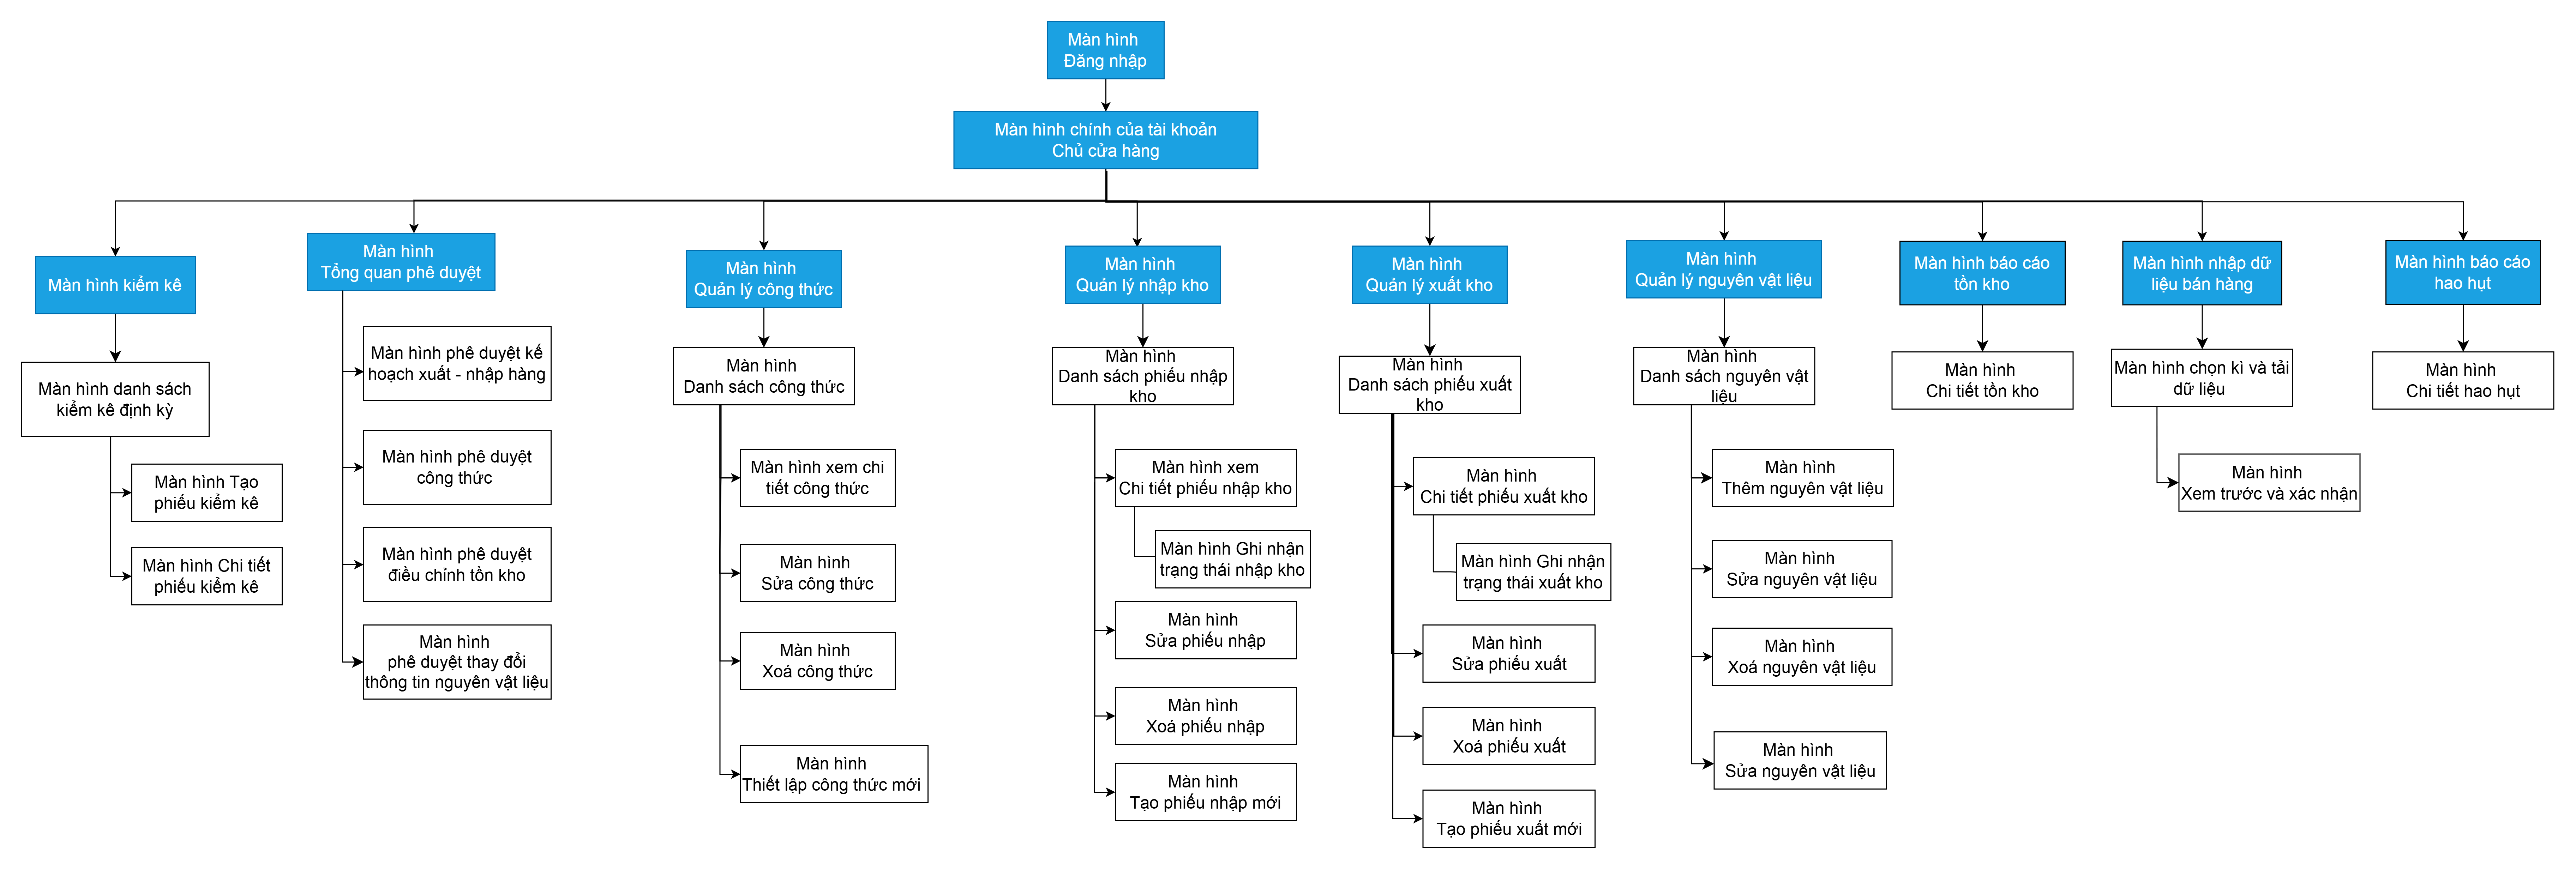 Màn hình
Đăng nhập
Màn hình chính của tài khoản
Chủ cửa hàng
Màn hình kiểm kê
Màn hình danh sách
kiểm kê định kỳ
Màn hình Tạo
phiếu kiểm kê
Màn hình Chi tiết
phiếu kiểm kê
Màn hình
Tổng quan phê duyệt
Màn hình phê duyệt kế
hoạch xuất - nhập hàng
Màn hình phê duyệt
công thức
Màn hình phê duyệt
điều chỉnh tồn kho
Màn hình
phê duyệt thay đổi
thông tin nguyên vật liệu
Màn hình
Quản lý công thức
Màn hình
Danh sách công thức
Màn hình xem chi
tiết công thức
Màn hình
Sửa công thức
Màn hình
Xoá công thức
Màn hình
Thiết lập công thức mới
Màn hình
Quản lý nhập kho
Màn hình
Danh sách phiếu nhập
kho
Màn hình xem
Chi tiết phiếu nhập kho
Màn hình Ghi nhận
trạng thái nhập kho
Màn hình
Sửa phiếu nhập
Màn hình
Xoá phiếu nhập
Màn hình
Tạo phiếu nhập mới
Màn hình
Quản lý xuất kho
Màn hình
Danh sách phiếu xuất
kho
Màn hình
Chi tiết phiếu xuất kho
Màn hình Ghi nhận
trạng thái xuất kho
Màn hình
Sửa phiếu xuất
Màn hình
Xoá phiếu xuất
Màn hình
Tạo phiếu xuất mới
Màn hình
Quản lý nguyên vật liệu
Màn hình
Danh sách nguyên vật
liệu
Màn hình
Thêm nguyên vật liệu
Màn hình
Sửa nguyên vật liệu
Màn hình
Xoá nguyên vật liệu
Màn hình
Sửa nguyên vật liệu
Màn hình báo cáo
tồn kho
Màn hình
Chi tiết tồn kho
Màn hình nhập dữ
liệu bán hàng
Màn hình chọn kì và tải
dữ liệu
Màn hình
Xem trước và xác nhận
Màn hình báo cáo
hao hụt
Màn hình
Chi tiết hao hụt